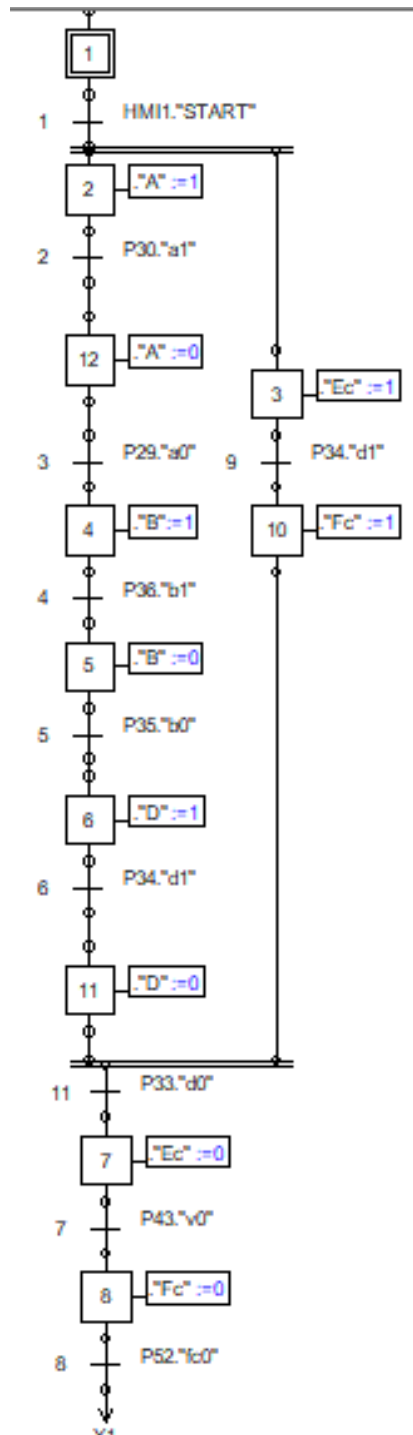 1
1 HMI1."START"
2 ."A" :=1
2 P30."a1"
12 ."A" :=0
3 ."Ec" :=1
3 P29."a0" 9 P34."d1"
4 ."B":=1 10 ."Fc" :=1
4 P36."b1"
5 ."B" :=0
5 P35."b0"
6 ."D" :=1
6 P34."d1"
11 ."D" :=0
11 P33."d0"
7 ."Ec" :=0
7 P43."v0"
8 ."Fc" :=0
8 P52."fc0"
X1